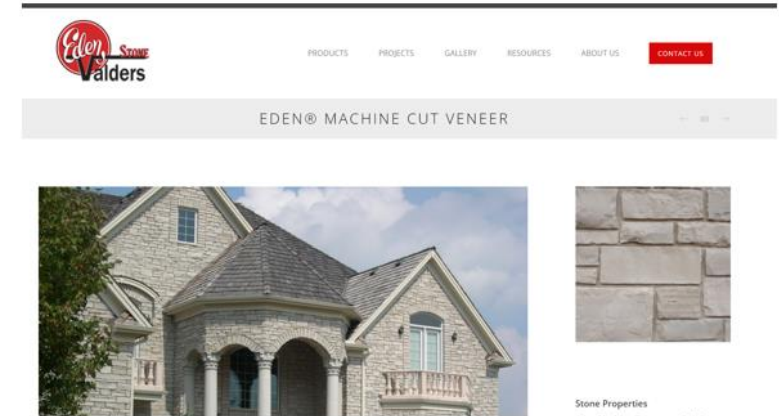 Eden Stone
Valders
PRODUCTS PROJECTS GALLERY RESOURCES ABOUT US CONTACT US
EDEN® MACHINE CUT VENEER
Stone Properties